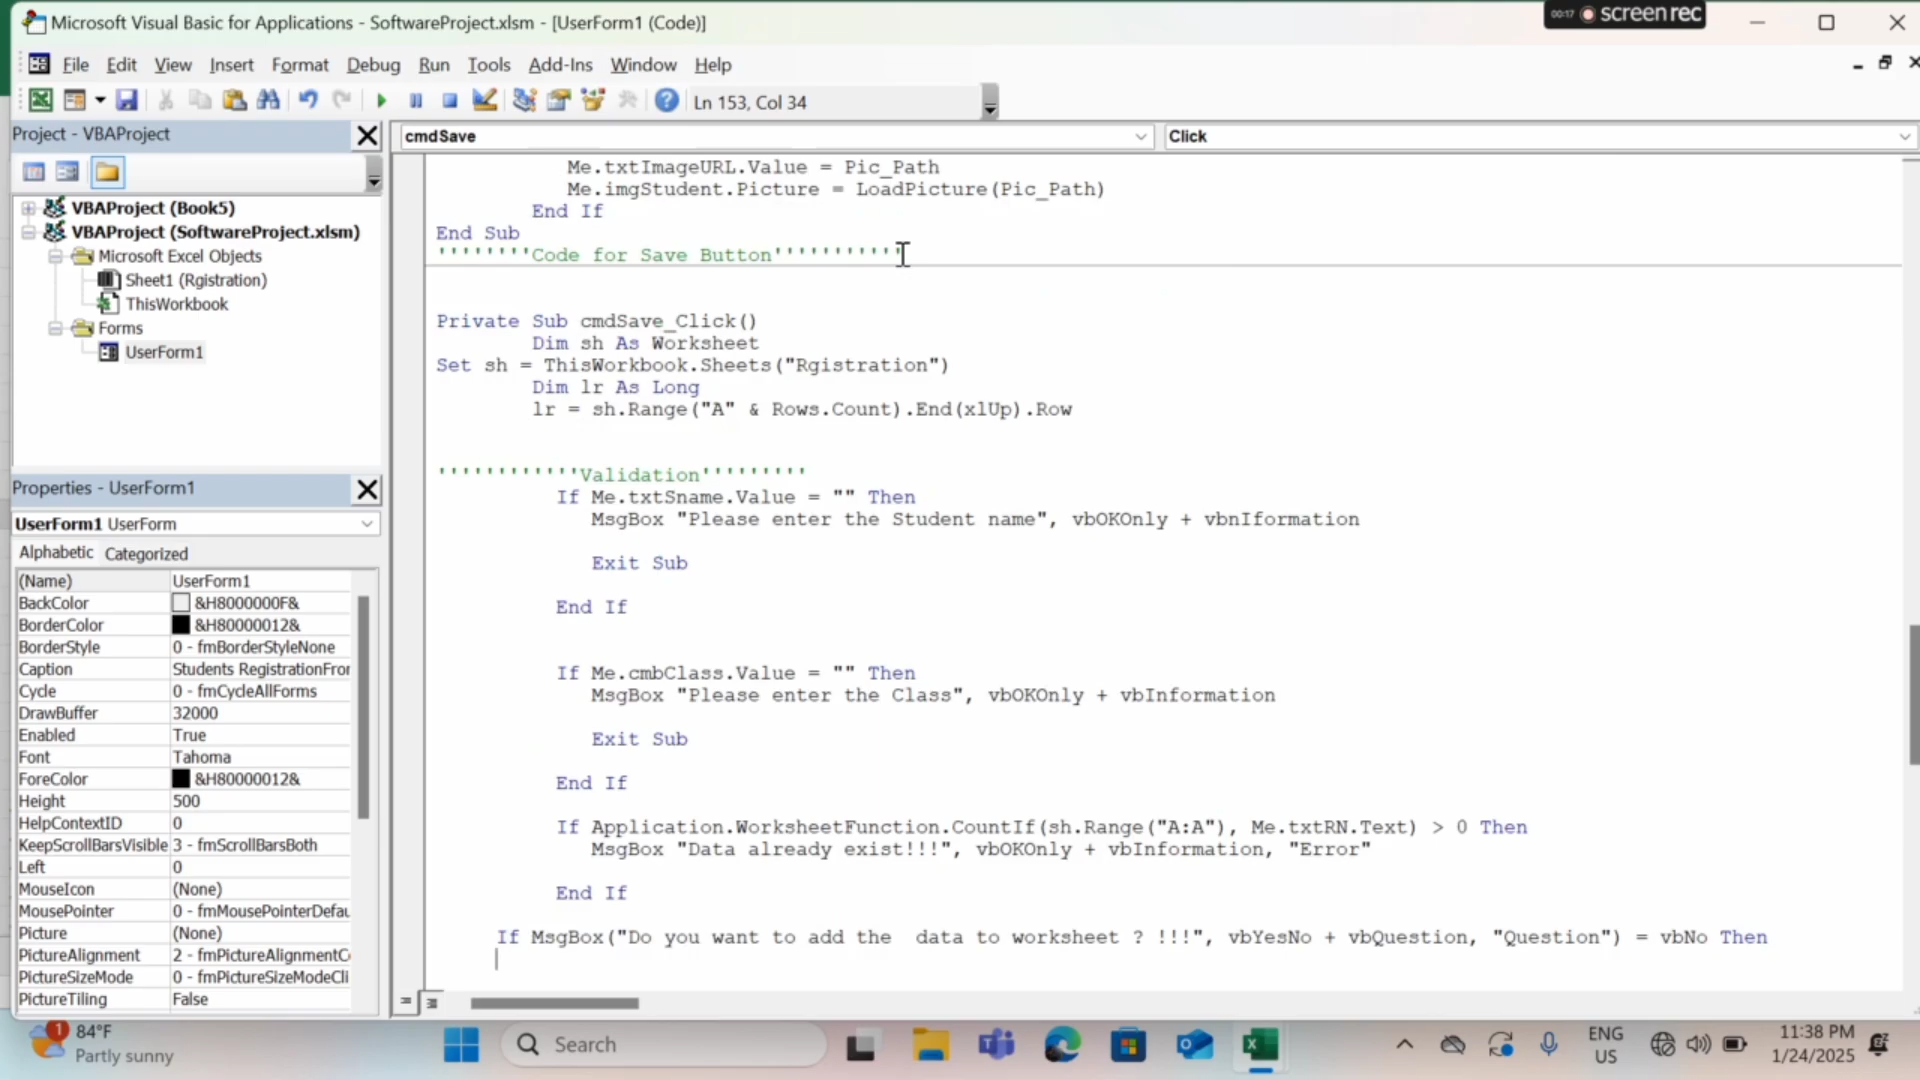 Microsoft Visual Basic for Applications - SoftwareProject.xlsm - [UserForm1 (Code)]
00:17 screenrec
File Edit View Insert Format Debug Run Tools Add-Ins Window Help
Ln 153, Col 34
Project - VBAProject
cmdSave
Click
VBAProject (Book5)
VBAProject (SoftwareProject.xlsm)
Microsoft Excel Objects
Sheet1 (Rgistration)
ThisWorkbook
Forms
UserForm1
Properties - UserForm1
UserForm1 UserForm
Alphabetic Categorized
(Name) UserForm1
BackColor &H8000000F&
BorderColor &H80000012&
BorderStyle 0 - fmBorderStyleNone
Caption Students RegistrationFror
Cycle 0 - fmCycleAllForms
DrawBuffer 32000
Enabled True
Font Tahoma
ForeColor &H80000012&
Height 500
HelpContextID 0
KeepScrollBarsVisible 3 - fmScrollBarsBoth
Left 0
MouseIcon (None)
MousePointer 0 - fmMousePointerDefau
Picture (None)
PictureAlignment 2 - fmPictureAlignmentC
PictureSizeMode 0 - fmPictureSizeModeCli
PictureTiling False
Me.txtImageURL.Value = Pic_Path
Me.imgStudent.Picture = LoadPicture(Pic_Path)
End If
End Sub
''''''''Code for Save Button'''''''''''
Private Sub cmdSave_Click()
Dim sh As Worksheet
Set sh = ThisWorkbook.Sheets("Rgistration")
Dim lr As Long
lr = sh.Range("A" & Rows.Count).End(xlUp).Row
''''''''''''Validation'''''''''
If Me.txtSname.Value = "" Then
MsgBox "Please enter the Student name", vbOKOnly + vbnIformation
Exit Sub
End If
If Me.cmbClass.Value = "" Then
MsgBox "Please enter the Class", vbOKOnly + vbInformation
Exit Sub
End If
If Application.WorksheetFunction.CountIf(sh.Range("A:A"), Me.txtRN.Text) > 0 Then
MsgBox "Data already exist!!!", vbOKOnly + vbInformation, "Error"
End If
If MsgBox("Do you want to add the  data to worksheet ? !!!", vbYesNo + vbQuestion, "Question") = vbNo Then
1
84°F
Partly sunny
Search
ENG
US
11:38 PM
1/24/2025